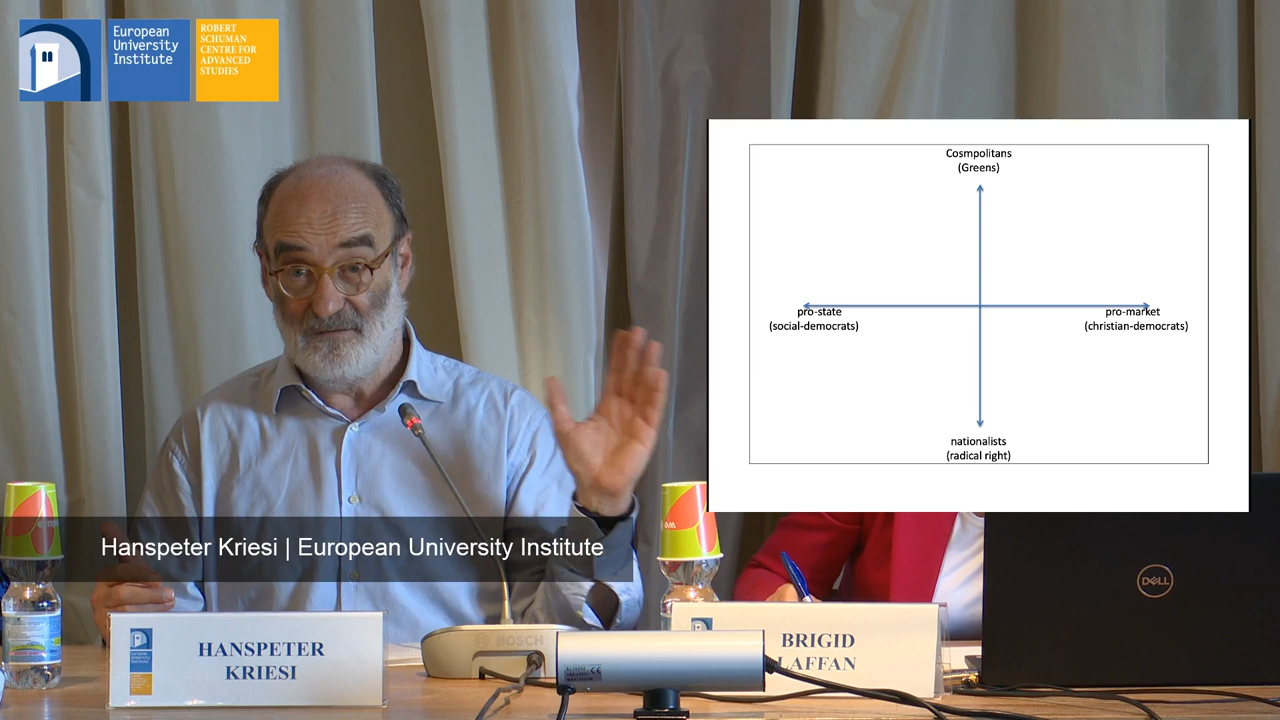 European
University
Institute
ROBERT
SCHUMAN
CENTRE FOR
ADVANCED
STUDIES
Cosmpolitans
(Greens)
pro-state
(social-democrats)
pro-market
(christian-democrats)
nationalists
(radical right)
Hanspeter Kriesi | European University Institute
HANSPETER
KRIESI
BOSCH
BRIGID
LAFFAN
DELL